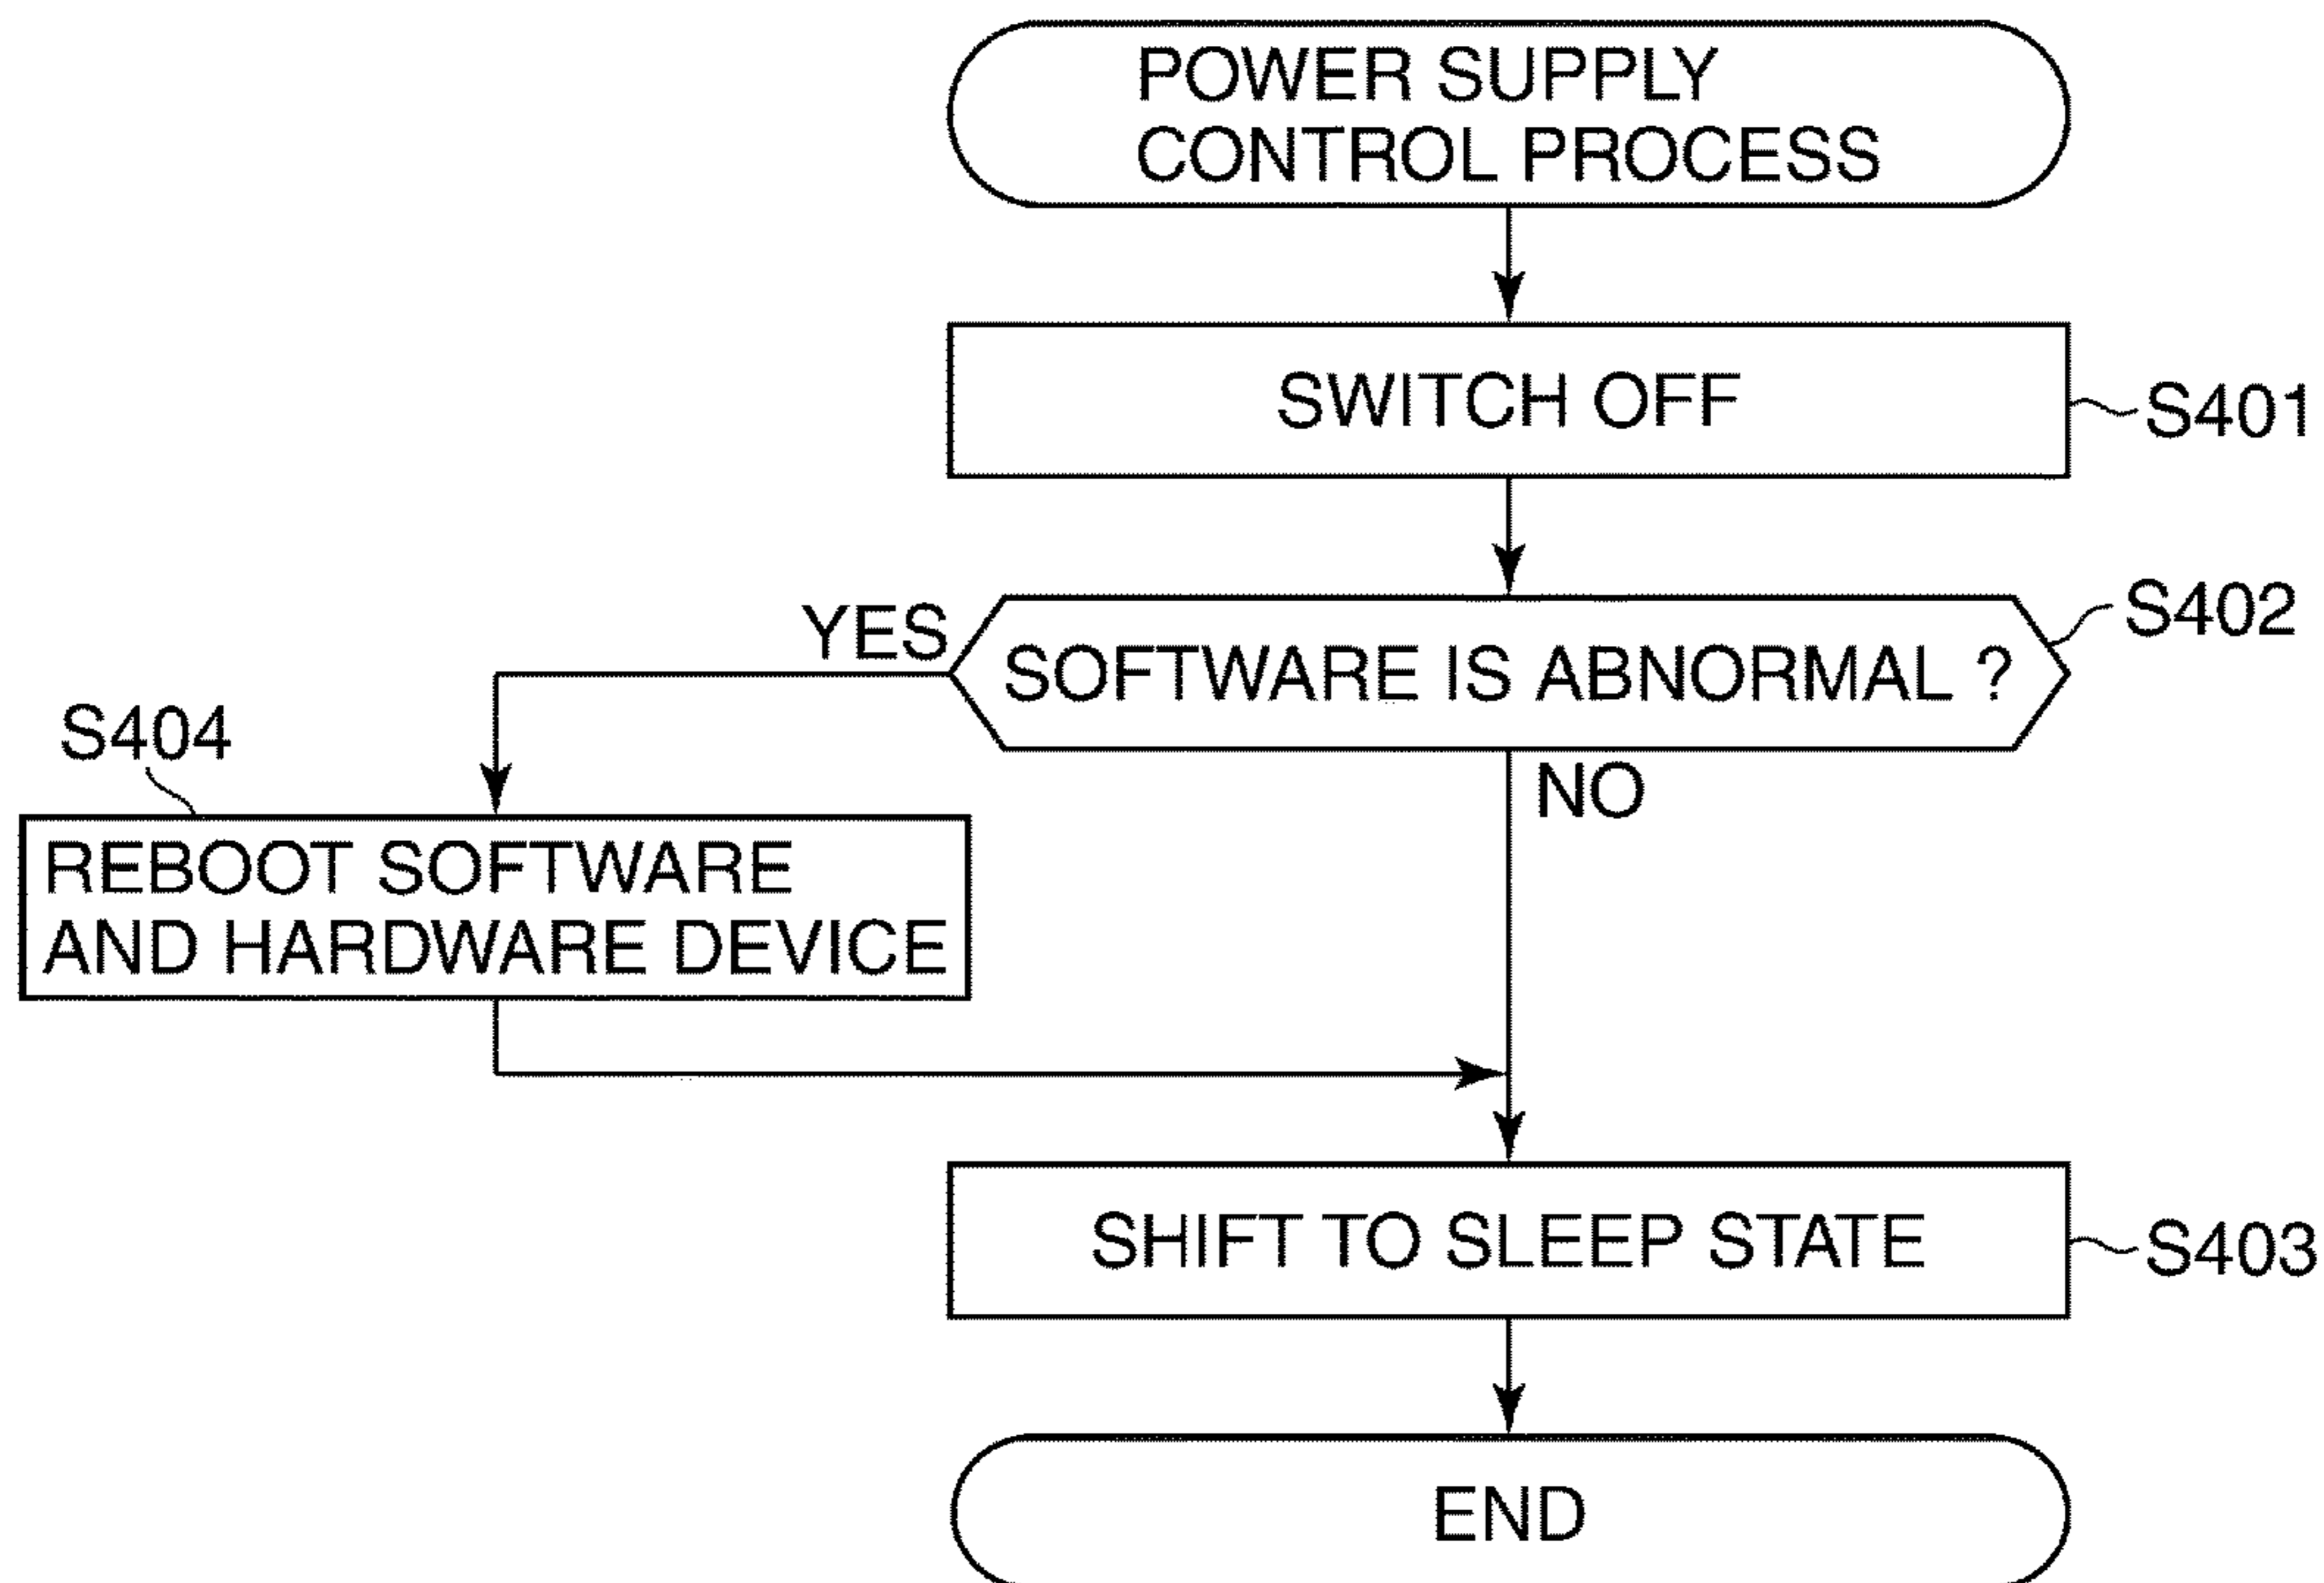 POWER SUPPLY
CONTROL PROCESS
SWITCH OFF
S401
YES
SOFTWARE IS ABNORMAL ?
S402
NO
S404
REBOOT SOFTWARE
AND HARDWARE DEVICE
SHIFT TO SLEEP STATE
S403
END